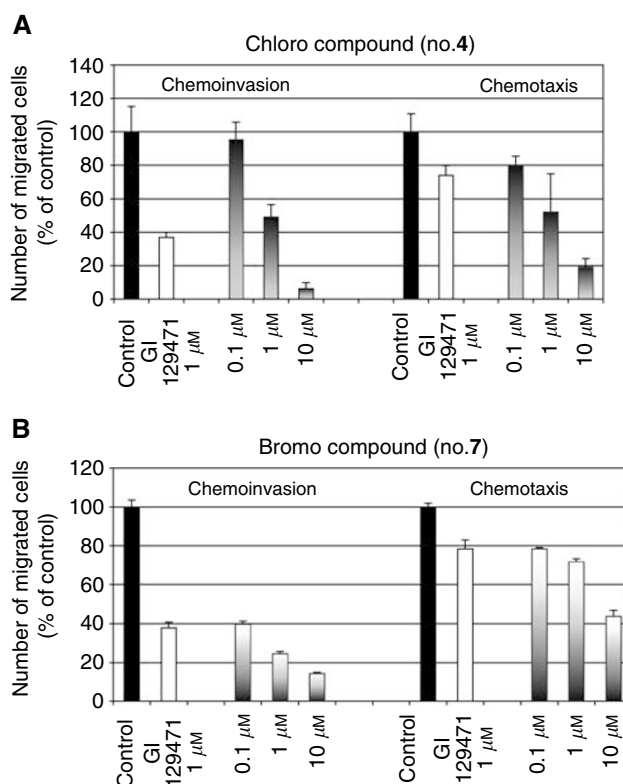 A
Chloro compound (no.4)
Number of migrated cells
(% of control)
140
120
100
80
60
40
20
0
Chemoinvasion
Chemotaxis
Control
GI
129471
1 μM
0.1 μM
1 μM
10 μM
Control
GI
129471
1 μM
0.1 μM
1 μM
10 μM
B
Bromo compound (no.7)
Number of migrated cells
(% of control)
120
100
80
60
40
20
0
Chemoinvasion
Chemotaxis
Control
GI
129471
1 μM
0.1 μM
1 μM
10 μM
Control
GI
129471
1 μM
0.1 μM
1 μM
10 μM